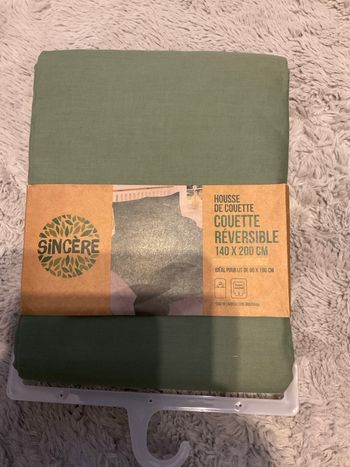 SiNCÈRE
HOUSSE
DE COUETTE
COUETTE
RÉVERSIBLE
140 X 200 CM
IDÉAL POUR LIT DE 90 X 190 CM